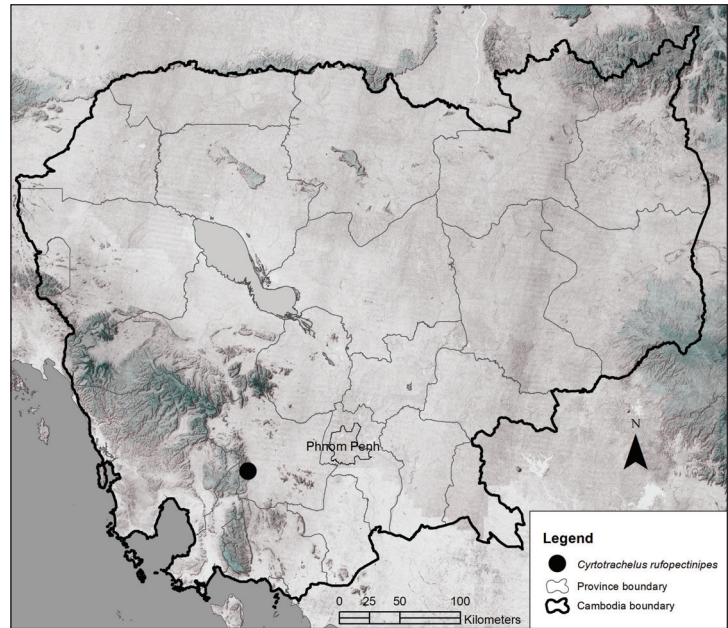 Phnom Penh
N
Legend
Cyrtotrachelus rufopectinipes
Province boundary
Cambodia boundary
0 25 50 100
Kilometers